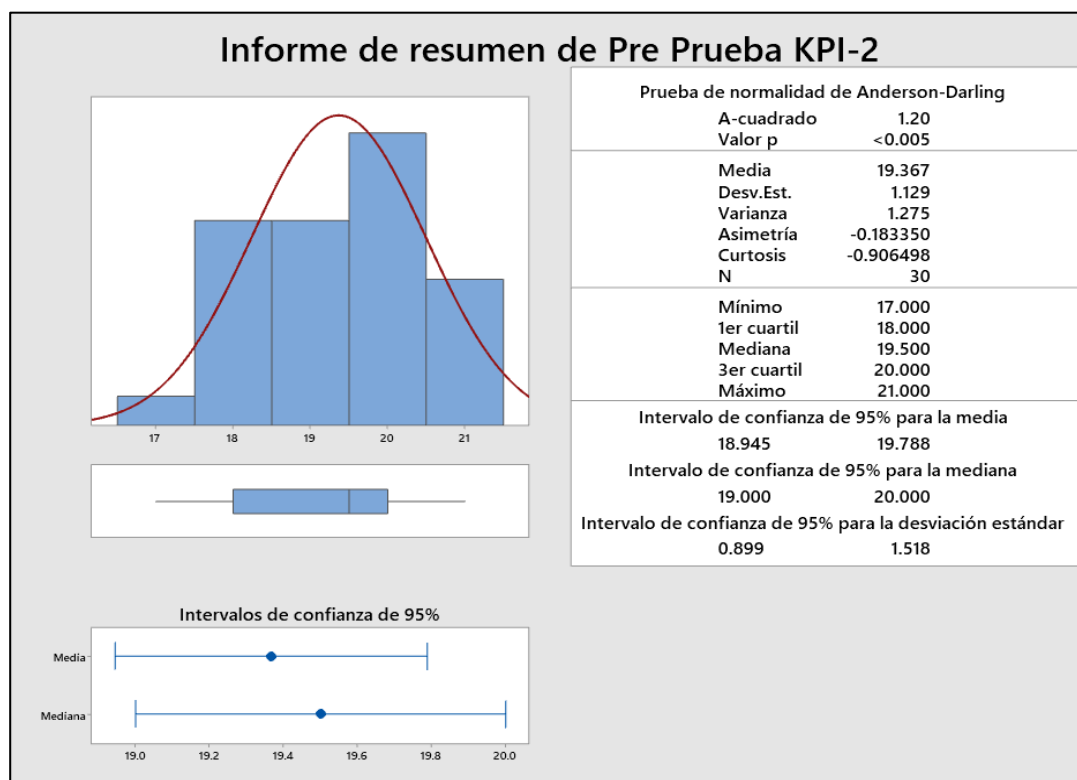 Informe de resumen de Pre Prueba KPI-2
17 18 19 20 21
Intervalos de confianza de 95%
Media
Mediana
19.0 19.2 19.4 19.6 19.8 20.0
Prueba de normalidad de Anderson-Darling
A-cuadrado 1.20
Valor p <0.005
Media 19.367
Desv.Est. 1.129
Varianza 1.275
Asimetría -0.183350
Curtosis -0.906498
N 30
Mínimo 17.000
1er cuartil 18.000
Mediana 19.500
3er cuartil 20.000
Máximo 21.000
Intervalo de confianza de 95% para la media
18.945 19.788
Intervalo de confianza de 95% para la mediana
19.000 20.000
Intervalo de confianza de 95% para la desviación estándar
0.899 1.518